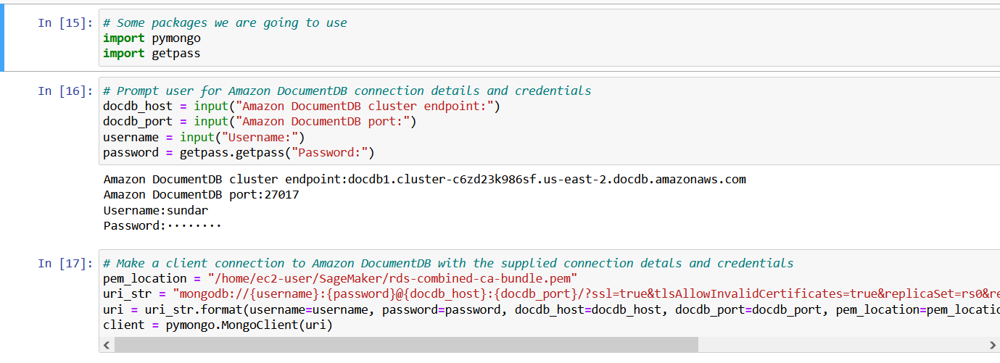 In [15]: # Some packages we are going to use
import pymongo
import getpass
In [16]: # Prompt user for Amazon DocumentDB connection details and credentials
docdb_host = input("Amazon DocumentDB cluster endpoint:")
docdb_port = input("Amazon DocumentDB port:")
username = input("Username:")
password = getpass.getpass("Password:")
Amazon DocumentDB cluster endpoint:docdb1.cluster-c6zd23k986sf.us-east-2.docdb.amazonaws.com
Amazon DocumentDB port:27017
Username:sundar
Password:········
In [17]: # Make a client connection to Amazon DocumentDB with the supplied connection detals and credentials
pem_location = "/home/ec2-user/SageMaker/rds-combined-ca-bundle.pem"
uri_str = "mongodb://{username}:{password}@{docdb_host}:{docdb_port}/?ssl=true&tlsAllowInvalidCertificates=true&replicaSet=rs0&re
uri = uri_str.format(username=username, password=password, docdb_host=docdb_host, docdb_port=docdb_port, pem_location=pem_locatio
client = pymongo.MongoClient(uri)